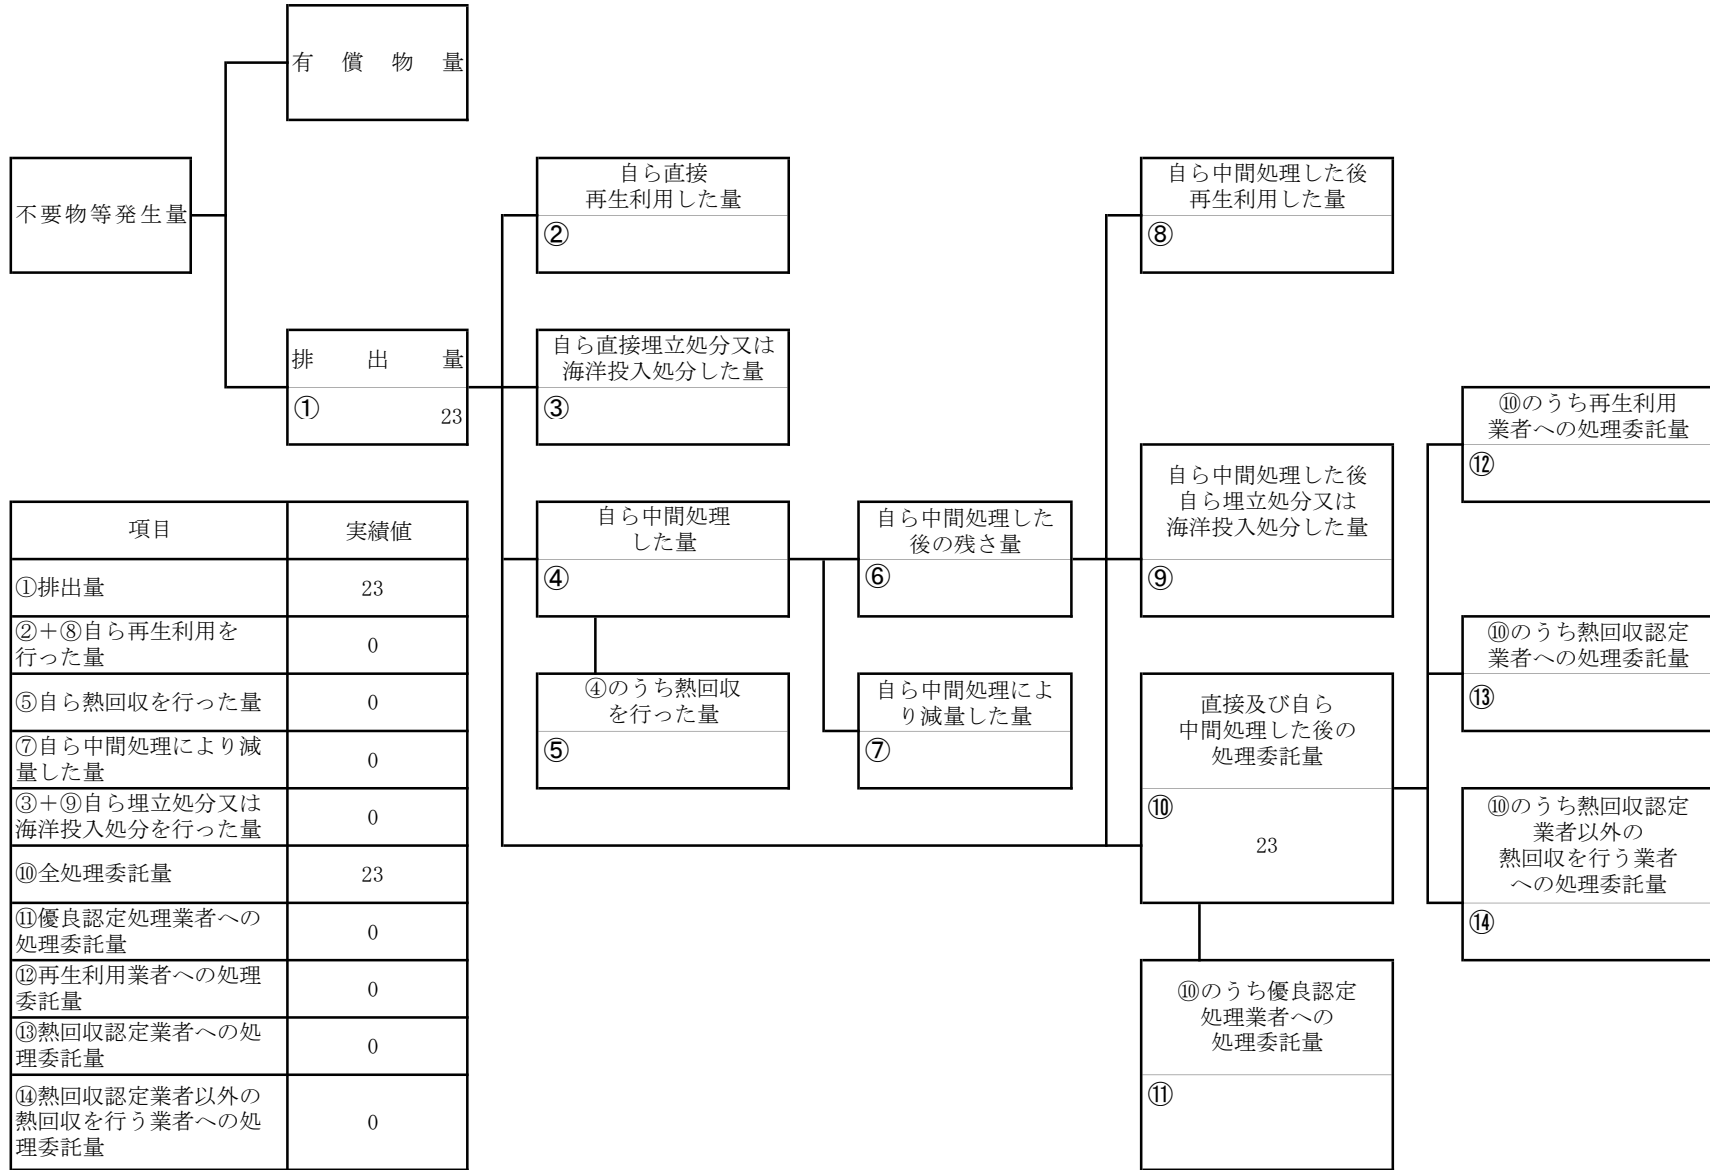 有償物量
不要物等発生量
自ら直接
再生利用した量
②
自ら中間処理した後
再生利用した量
⑧
排出量
① 23
自ら直接埋立処分又は
海洋投入処分した量
③
⑩のうち再生利用
業者への処理委託量
⑫
自ら中間処理
した量
④
自ら中間処理した
後の残さ量
⑥
自ら中間処理した後
自ら埋立処分又は
海洋投入処分した量
⑨
⑩のうち熱回収認定
業者への処理委託量
⑬
④のうち熱回収
を行った量
⑤
自ら中間処理によ
り減量した量
⑦
直接及び自ら
中間処理した後の
処理委託量
⑩
23
⑩のうち熱回収認定
業者以外の
熱回収を行う業者
への処理委託量
⑭
⑩のうち優良認定
処理業者への
処理委託量
⑪
項目 実績値
①排出量 23
②+⑧自ら再生利用を
行った量 0
⑤自ら熱回収を行った量 0
⑦自ら中間処理により減
量した量 0
③+⑨自ら埋立処分又は
海洋投入処分を行った量 0
⑩全処理委託量 23
⑪優良認定処理業者への
処理委託量 0
⑫再生利用業者への処理
委託量 0
⑬熱回収認定業者への処
理委託量 0
⑭熱回収認定業者以外の
熱回収を行う業者への処
理委託量 0